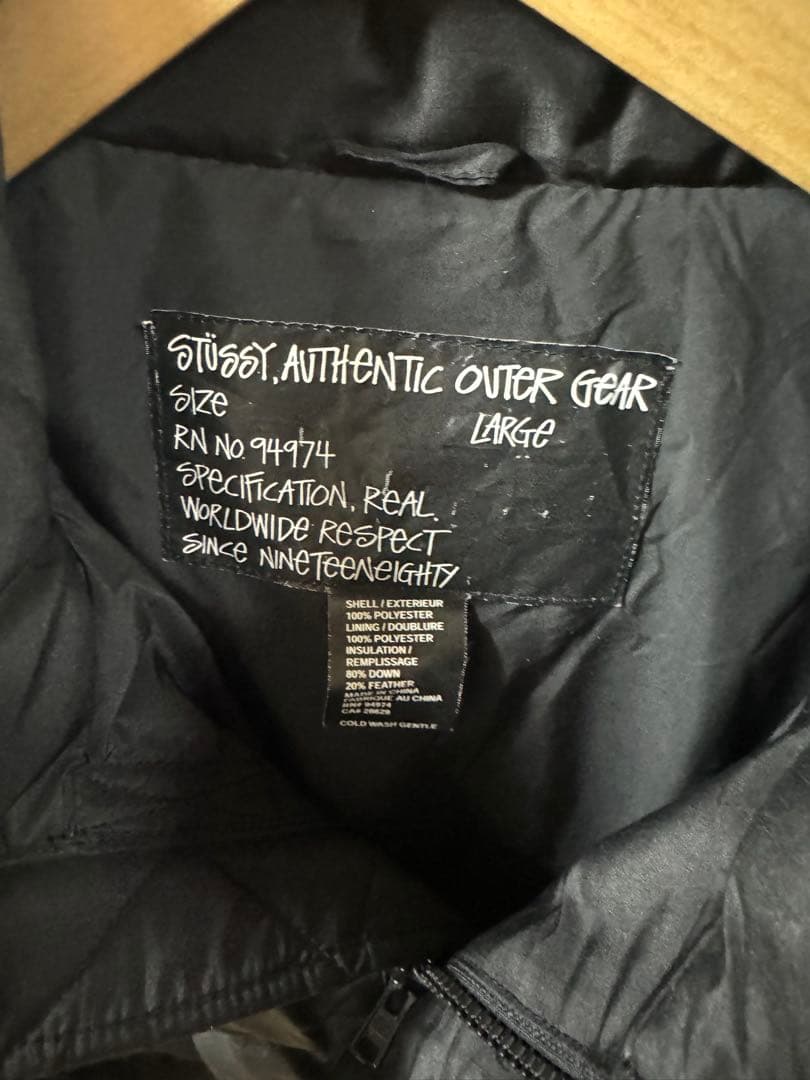 STÜSSY, AUTHENTIC OUTER GEAR
SIZE LARGE
RN NO. 94974
SPECIFICATION, REAL.
WORLDWIDE RESPECT
SINCE NINETEENEIGHTY
SHELL / EXTERIEUR
100% POLYESTER
LINING / DOUBLURE
100% POLYESTER
INSULATION /
REMPLISSAGE
80% DOWN
20% FEATHER
MADE IN CHINA
FABRIQUE AU CHINA
RN# 94974
CA# 28629
COLD WASH GENTLE